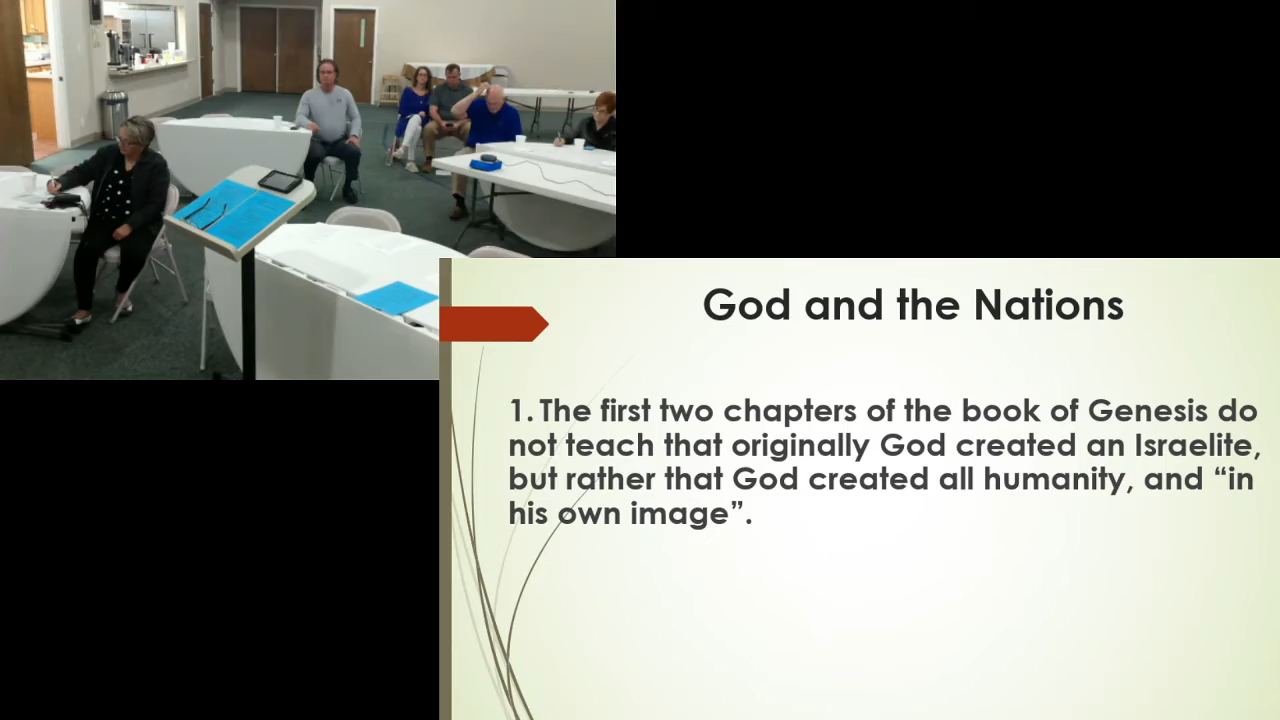 God and the Nations
1. The first two chapters of the book of Genesis do
not teach that originally God created an Israelite,
but rather that God created all humanity, and “in
his own image”.